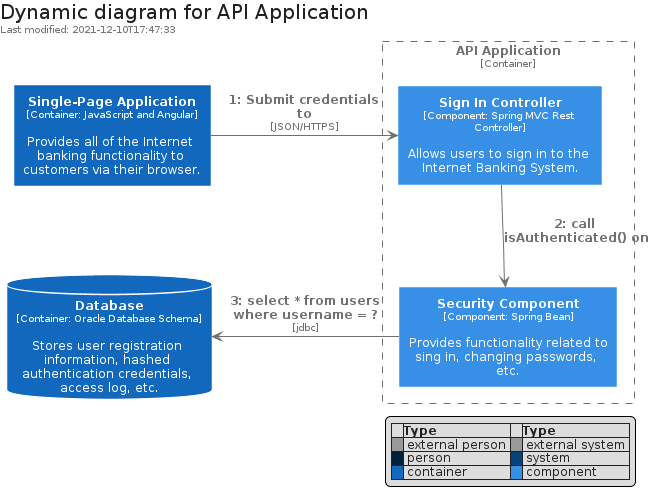 Dynamic diagram for API Application
Last modified: 2021-12-10T17:47:33
API Application
[Container]
Single-Page Application
[Container: JavaScript and Angular]
Provides all of the Internet
banking functionality to
customers via their browser.
1: Submit credentials
to
[JSON/HTTPS]
Sign In Controller
[Component: Spring MVC Rest
Controller]
Allows users to sign in to the
Internet Banking System.
2: call
isAuthenticated() on
Database
[Container: Oracle Database Schema]
Stores user registration
information, hashed
authentication credentials,
access log, etc.
3: select * from users
where username = ?
[jdbc]
Security Component
[Component: Spring Bean]
Provides functionality related to
sing in, changing passwords,
etc.
Type Type
external person external system
person system
container component